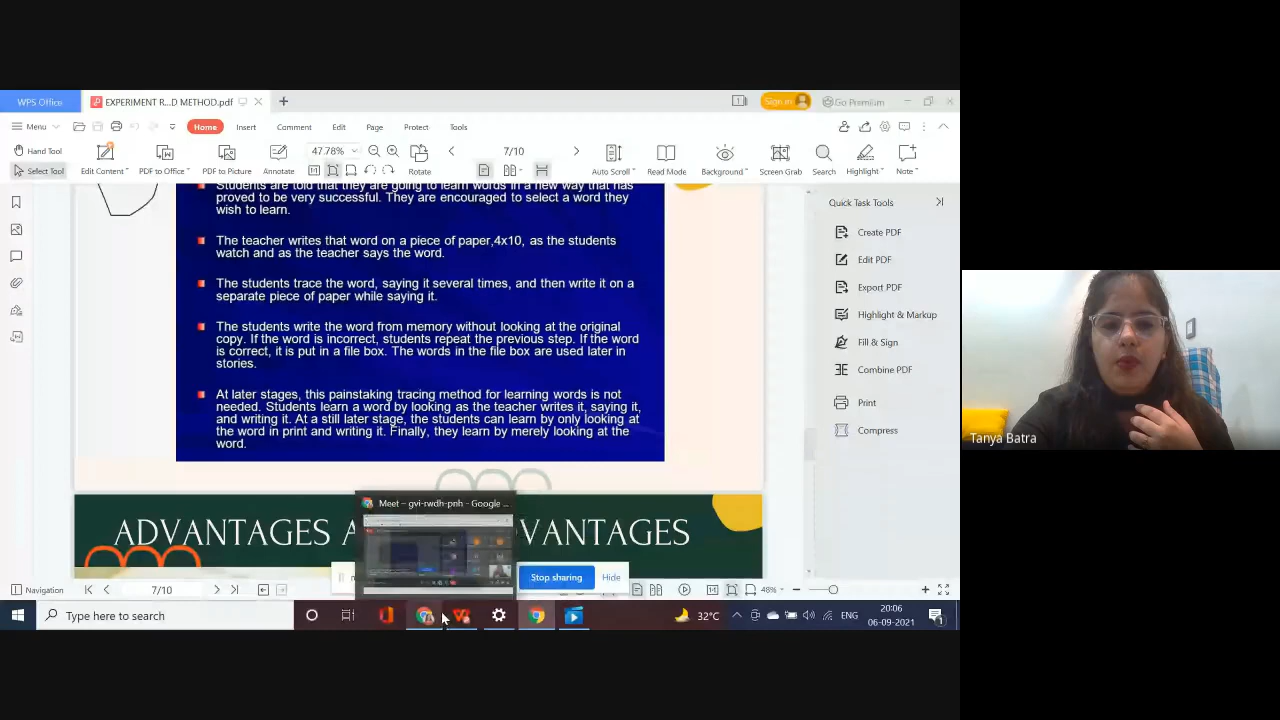 WPS Office
EXPERIMENT R...D METHOD.pdf
Sign in
Go Premium
Menu
Home Insert Comment Edit Page Protect Tools
Hand Tool
Select Tool
Edit Content
PDF to Office
PDF to Picture
Annotate
47.78%
Rotate
7/10
Auto Scroll
Read Mode
Background
Screen Grab
Search
Highlight
Note
Students are told that they are going to learn words in a new way that has
proved to be very successful. They are encouraged to select a word they
wish to learn.
The teacher writes that word on a piece of paper,4x10, as the students
watch and as the teacher says the word.
The students trace the word, saying it several times, and then write it on a
separate piece of paper while saying it.
The students write the word from memory without looking at the original
copy. If the word is incorrect, students repeat the previous step. If the word
is correct, it is put in a file box. The words in the file box are used later in
stories.
At later stages, this painstaking tracing method for learning words is not
needed. Students learn a word by looking as the teacher writes it, saying it,
and writing it. At a still later stage, the students can learn by only looking at
the word in print and writing it. Finally, they learn by merely looking at the
word.
ADVANTAGES A VANTAGES
Quick Task Tools
Create PDF
Edit PDF
Export PDF
Highlight & Markup
Fill & Sign
Combine PDF
Print
Compress
Tanya Batra
Meet – gvi-rwdh-pnh - Google ...
Stop sharing
Hide
Navigation
7/10
48%
Type here to search
32°C
ENG
20:06
06-09-2021